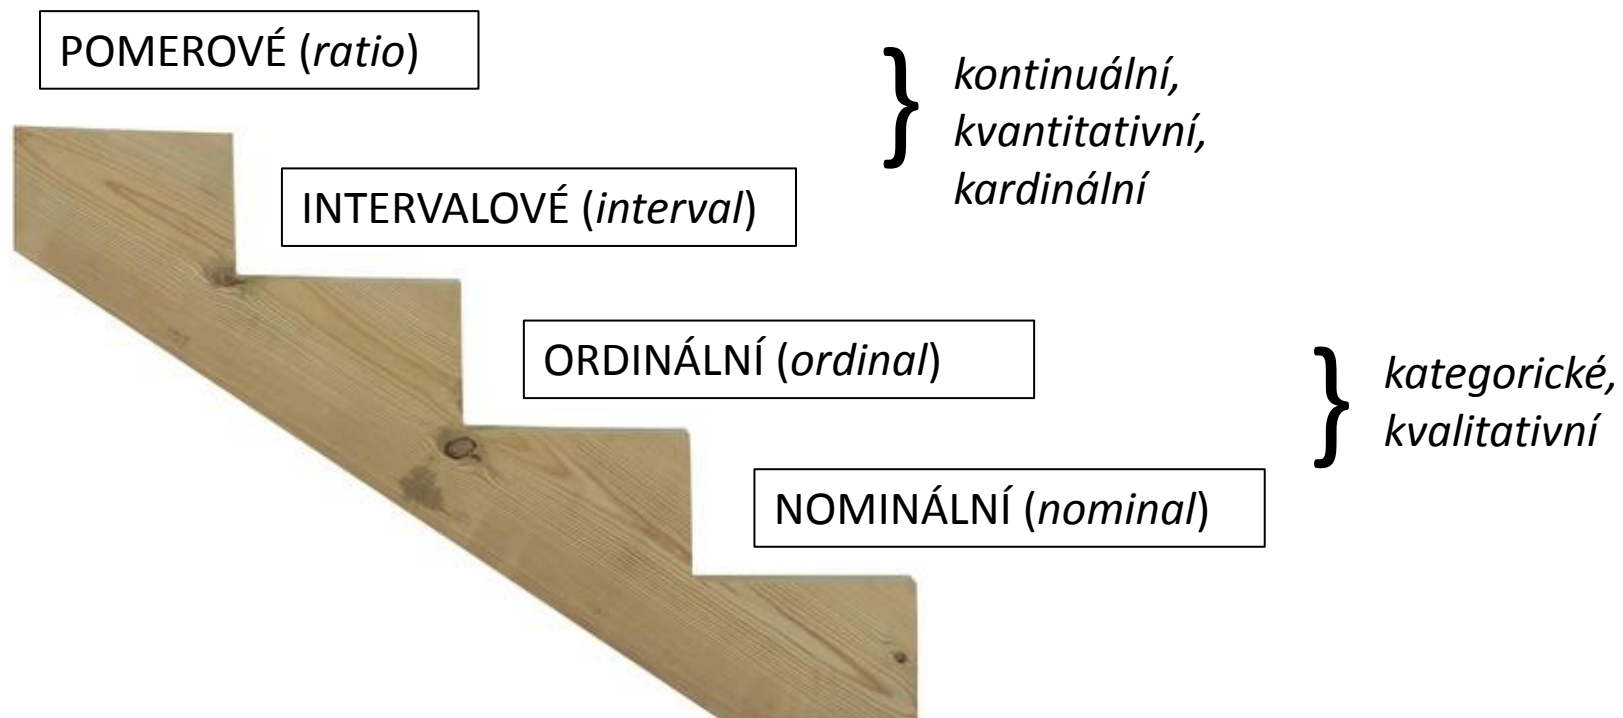 POMEROVÉ (ratio)
} kontinuální,
kvantitativní,
kardinální
INTERVALOVÉ (interval)
ORDINÁLNÍ (ordinal)
} kategorické,
kvalitativní
NOMINÁLNÍ (nominal)